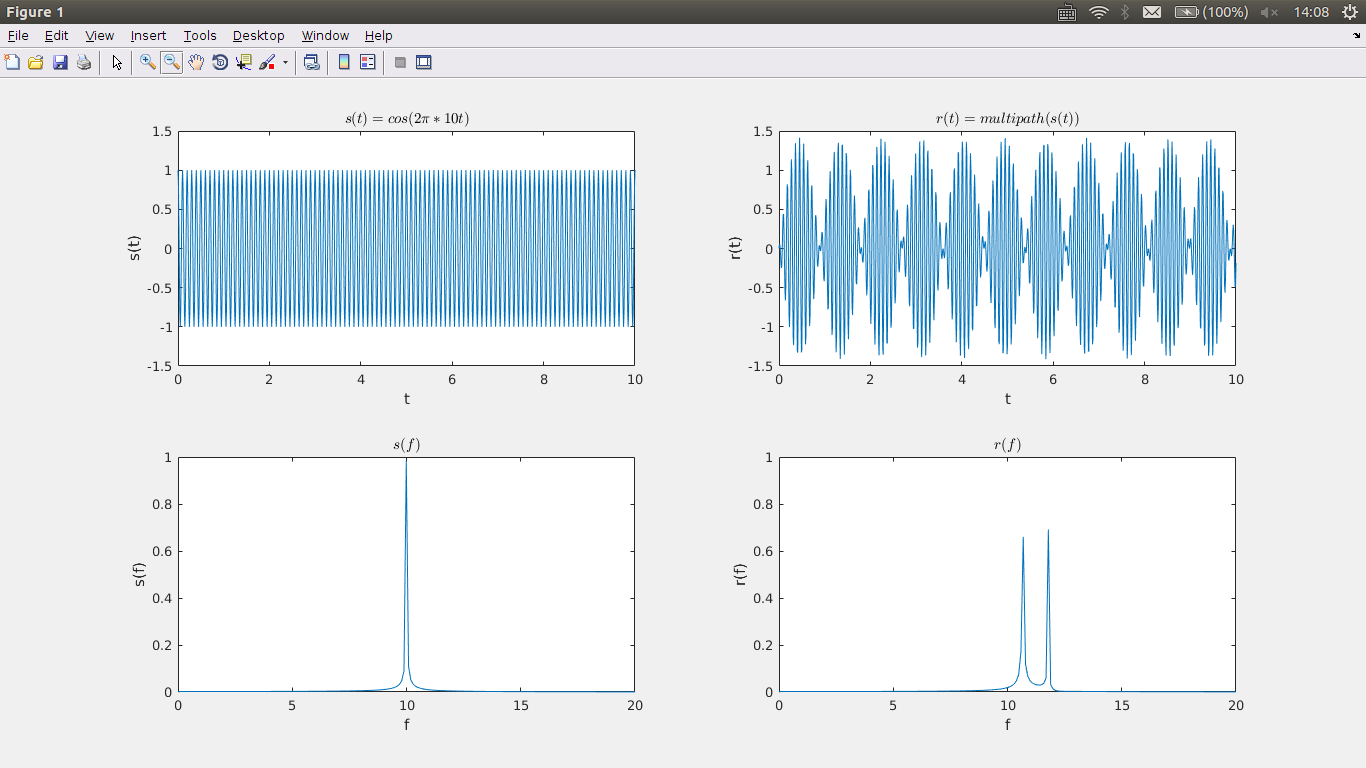 Figure 1
(100%) 14:08
File Edit View Insert Tools Desktop Window Help
s(t) = cos(2π ∗ 10t)
1.5
1
0.5
0
-0.5
-1
-1.5
s(t)
0 2 4 6 8 10
t
r(t) = multipath(s(t))
1.5
1
0.5
0
-0.5
-1
-1.5
r(t)
0 2 4 6 8 10
t
s(f)
1
0.8
0.6
0.4
0.2
0
s(f)
0 5 10 15 20
f
r(f)
1
0.8
0.6
0.4
0.2
0
r(f)
0 5 10 15 20
f